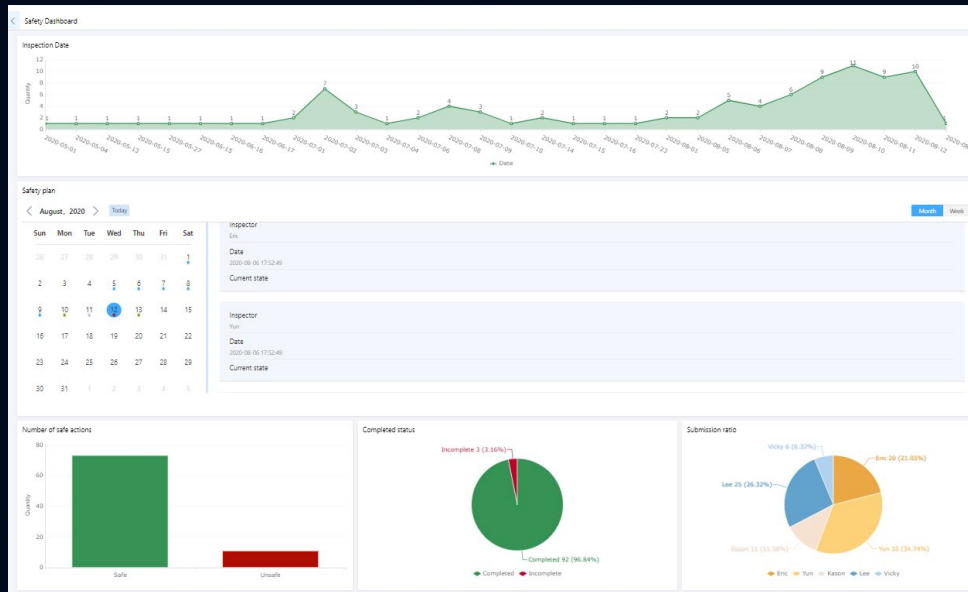 Safety Dashboard
Inspection Date
Quantity
12
10
8
6
4
2
0
1 1 1 1 1 1 1 1 2 7 3 1 2 4 3 1 2 1 1 1 2 2 5 4 6 9 11 9 10 1
2020-05-01 2020-05-04 2020-05-13 2020-05-15 2020-05-27 2020-06-15 2020-06-16 2020-06-17 2020-07-01 2020-07-02 2020-07-03 2020-07-04 2020-07-06 2020-07-08 2020-07-09 2020-07-10 2020-07-14 2020-07-15 2020-07-16 2020-07-23 2020-08-01 2020-08-05 2020-08-06 2020-08-07 2020-08-08 2020-08-09 2020-08-10 2020-08-11 2020-08-12
Date
Safety plan
August, 2020 Today
Month Week
Sun Mon Tue Wed Thu Fri Sat
26 27 28 29 30 31 1
2 3 4 5 6 7 8
9 10 11 12 13 14 15
16 17 18 19 20 21 22
23 24 25 26 27 28 29
30 31 1 2 3 4 5
Inspector
Eric
Date
2020-08-06 17:52:49
Current state
Inspector
Yun
Date
2020-08-06 17:52:49
Current state
Number of safe actions
Quantity
80
60
40
20
0
Safe Unsafe
Completed status
Incomplete 3 (3.16%)
Completed 92 (96.84%)
Completed Incomplete
Submission ratio
Vicky 6 (6.32%)
Eric 20 (21.05%)
Lee 25 (26.32%)
Kason 11 (11.58%)
Yun 33 (34.74%)
Eric Yun Kason Lee Vicky